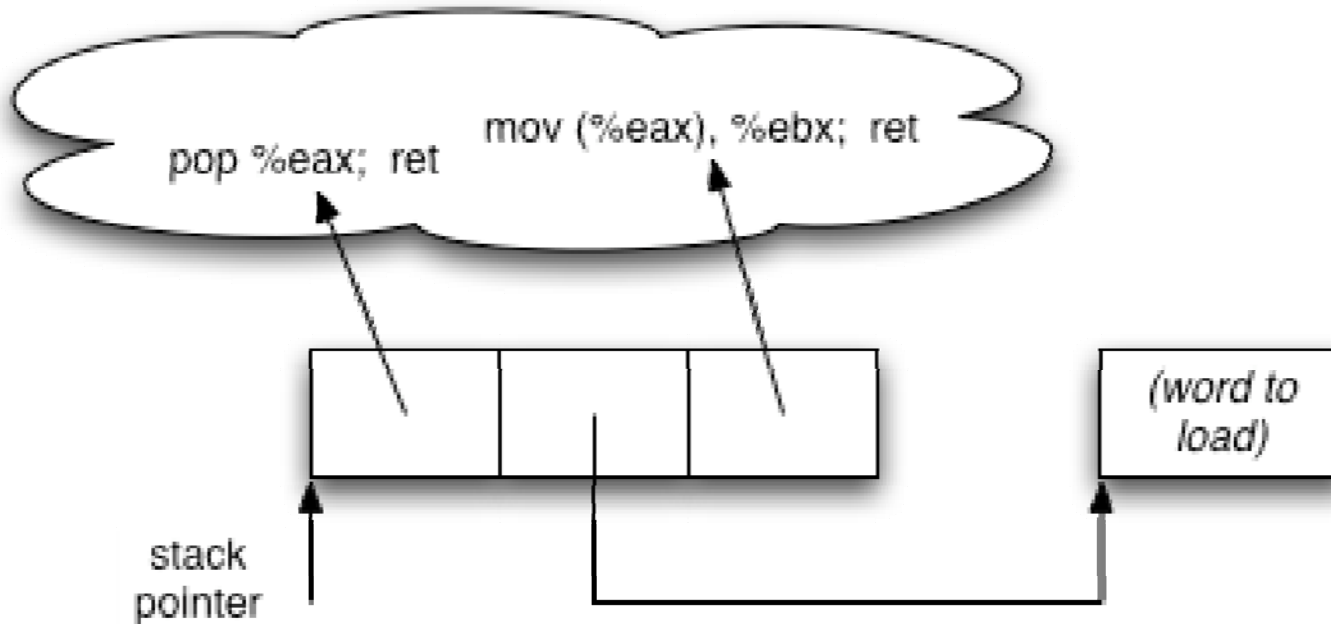 mov (%eax), %ebx;  ret
pop %eax;  ret
(word to
load)
stack
pointer